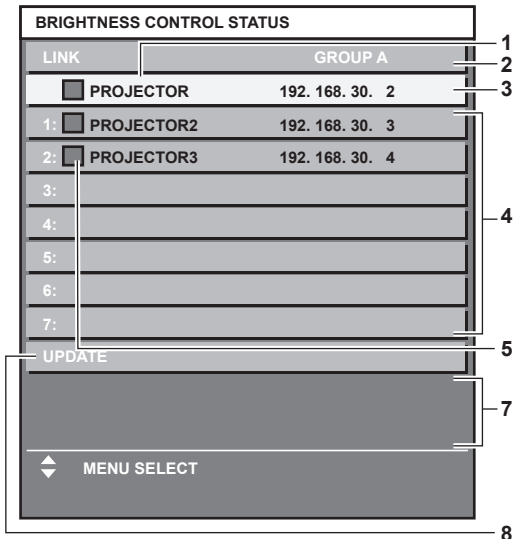 BRIGHTNESS CONTROL STATUS
LINK GROUP A
PROJECTOR 192. 168. 30. 2
1: PROJECTOR2 192. 168. 30. 3
2: PROJECTOR3 192. 168. 30. 4
3:
4:
5:
6:
7:
UPDATE
MENU SELECT
1
2
3
4
5
7
8